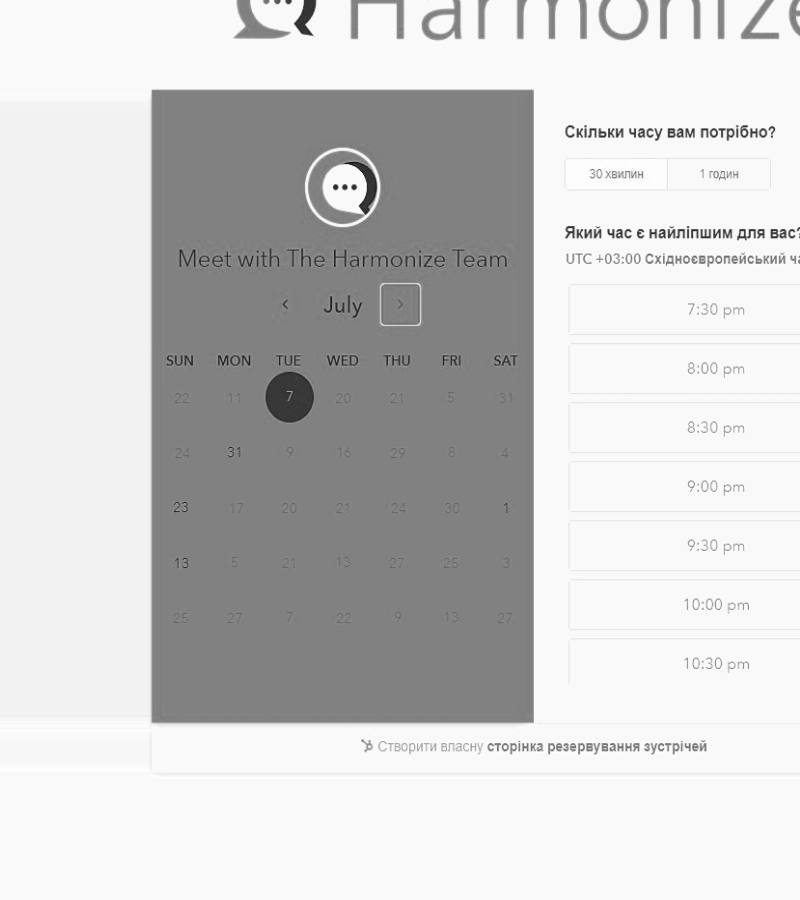 Harmonize
Meet with The Harmonize Team
July
SUN MON TUE WED THU FRI SAT
22 11 7 20 21 5 31
24 31 9 16 29 8 4
23 17 20 21 24 30 1
13 5 21 13 27 25 3
25 27 7 22 9 13 27
Скільки часу вам потрібно?
30 хвилин 1 годин
Який час є найліпшим для вас?
UTC +03:00 Східноєвропейський ча
7:30 pm
8:00 pm
8:30 pm
9:00 pm
9:30 pm
10:00 pm
10:30 pm
Створити власну сторінка резервування зустрічей